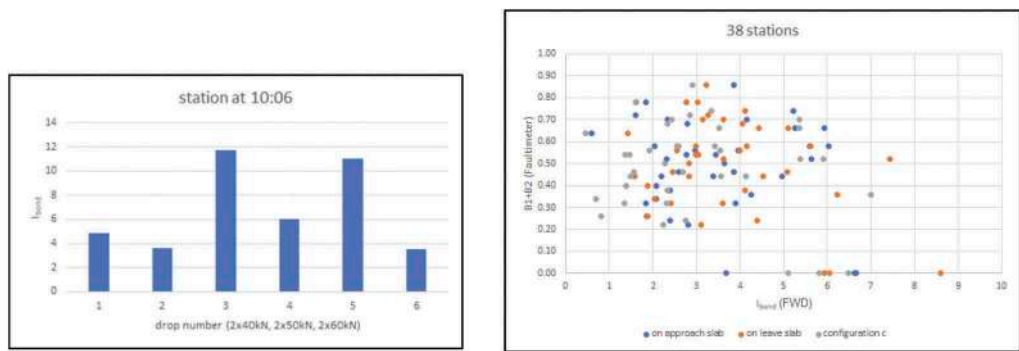 station at 10:06
I_bond
14
12
10
8
6
4
2
0
1 2 3 4 5 6
drop number (2x40kN, 2x50kN, 2x60kN)
38 stations
B1+B2 (Faultimeter)
1.00
0.90
0.80
0.70
0.60
0.50
0.40
0.30
0.20
0.10
0.00
0 1 2 3 4 5 6 7 8 9 10
I_bond (FWD)
on approach slab on leave slab configuration c